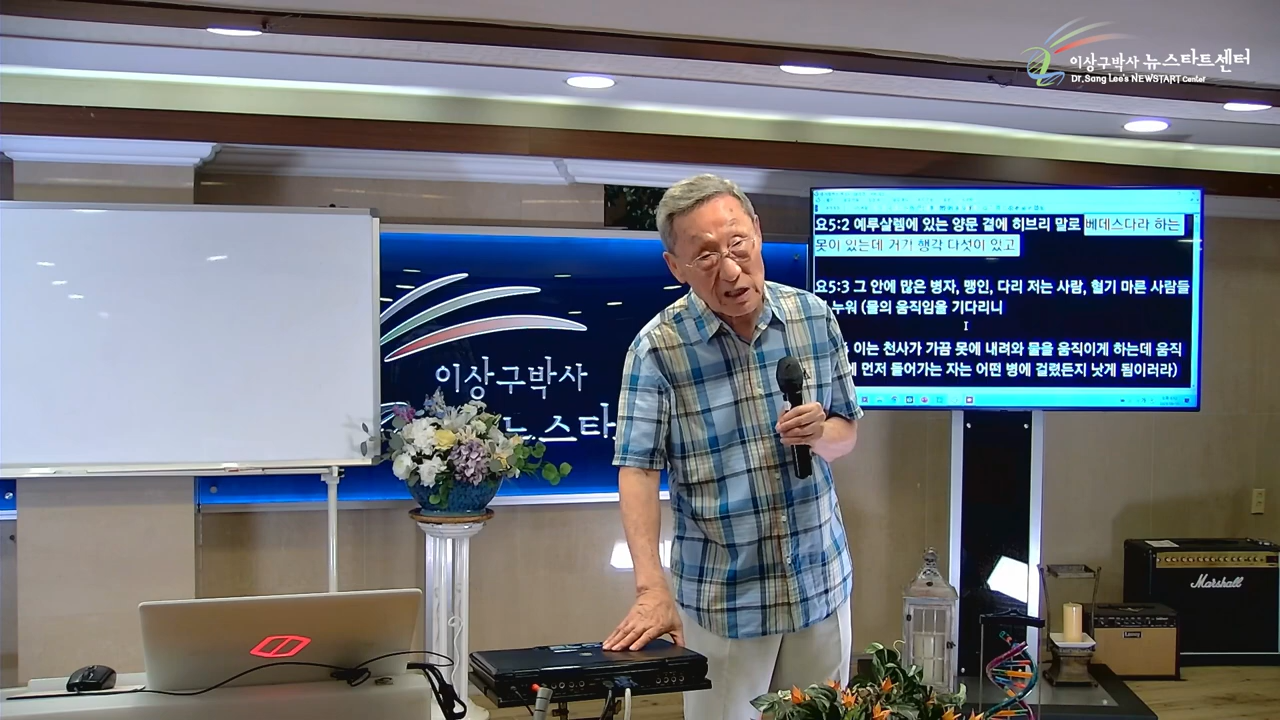 이상구박사 뉴스타트센터
Dr. Sang Lee's NEWSTART Center
요5:2 예루살렘에 있는 양문 곁에 히브리 말로 베데스다라 하는
못이 있는데 거기 행각 다섯이 있고
요5:3 그 안에 많은 병자, 맹인, 다리 저는 사람, 혈기 마른 사람들
누워 (물의 움직임을 기다리니
이는 천사가 가끔 못에 내려와 물을 움직이게 하는데 움직
에 먼저 들어가는 자는 어떤 병에 걸렸든지 낫게 됨이러라)
이상구박사
뉴스타
Marshall
Laney